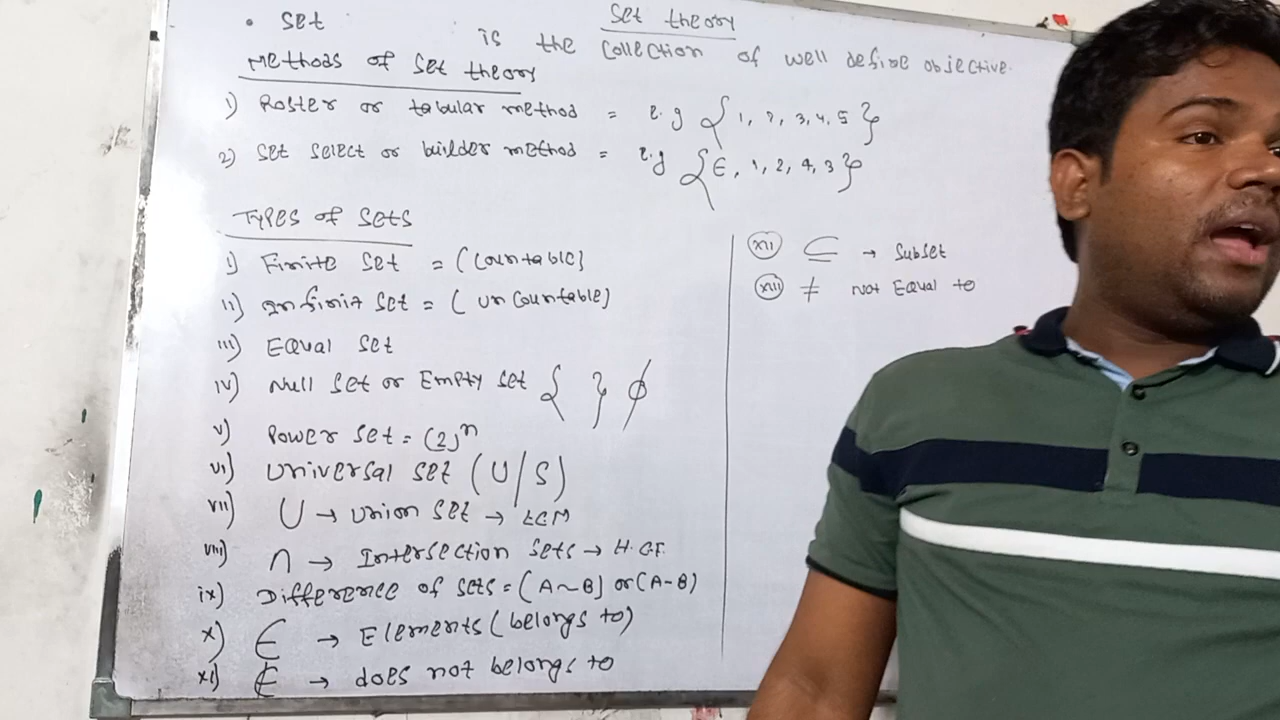 Set theory
• Set is the collection of well define objective.
Methods of Set theory
1) Roster or tabular method = e.g {1, 2, 3, 4, 5}
2) Set Select or builder method = e.g {∈, 1, 2, 4, 3}
Types of Sets
i) Finite Set = (Countable)
ii) Infinit Set = (Uncountable)
iii) Equal Set
iv) Null Set or Empty Set { } ϕ
v) Power Set = (2)ⁿ
vi) Universal Set (U/S)
vii) ∪ → Union Set → LCM
viii) ∩ → Intersection Sets → H.C.F.
ix) Difference of Sets = (A~B) or (A-B)
x) ∈ → Elements (belongs to)
xi) ∉ → does not belongs to
xii ⊆ → Subset
xiii ≠ Not Equal to